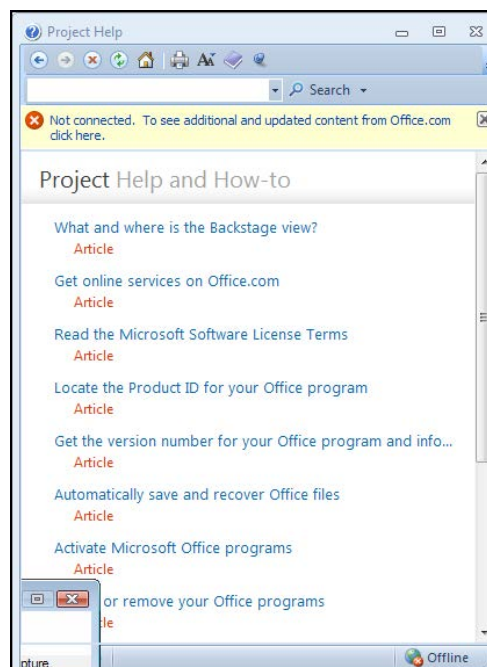 Project Help
Search
Not connected. To see additional and updated content from Office.com
click here.
Project Help and How-to
What and where is the Backstage view?
Article
Get online services on Office.com
Article
Read the Microsoft Software License Terms
Article
Locate the Product ID for your Office program
Article
Get the version number for your Office program and info...
Article
Automatically save and recover Office files
Article
Activate Microsoft Office programs
Article
or remove your Office programs
Offline